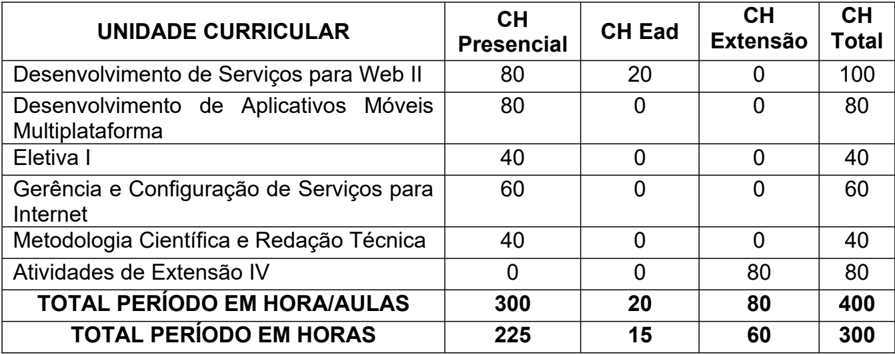 UNIDADE CURRICULAR CH Presencial CH Ead CH Extensão CH Total
Desenvolvimento de Serviços para Web II 80 20 0 100
Desenvolvimento de Aplicativos Móveis Multiplataforma 80 0 0 80
Eletiva I 40 0 0 40
Gerência e Configuração de Serviços para Internet 60 0 0 60
Metodologia Científica e Redação Técnica 40 0 0 40
Atividades de Extensão IV 0 0 80 80
TOTAL PERÍODO EM HORA/AULAS 300 20 80 400
TOTAL PERÍODO EM HORAS 225 15 60 300